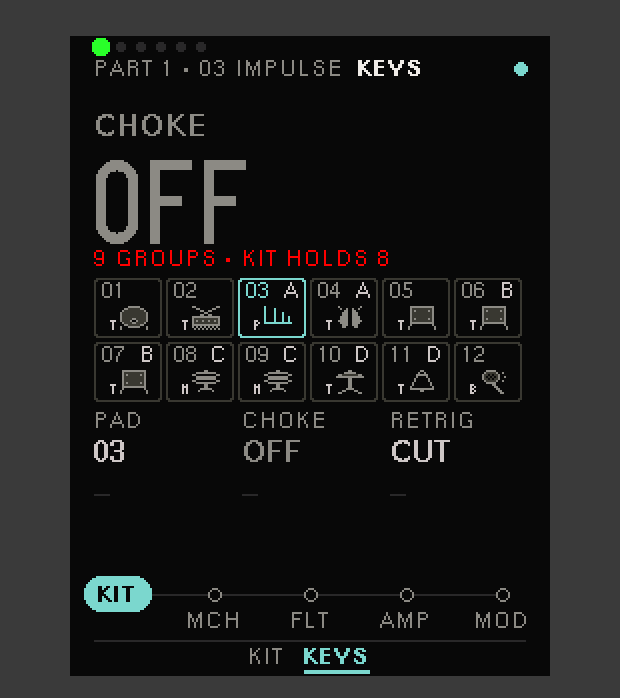 PART 1 · 03 IMPULSE KEYS
CHOKE
OFF
9 GROUPS · KIT HOLDS 8
01 02 03 A 04 A 05 06 B
T T P T T T
07 B 08 C 09 C 10 D 11 D 12
T M M T T B
PAD CHOKE RETRIG
03 OFF CUT
— — —
KIT
MCH FLT AMP MOD
KIT KEYS